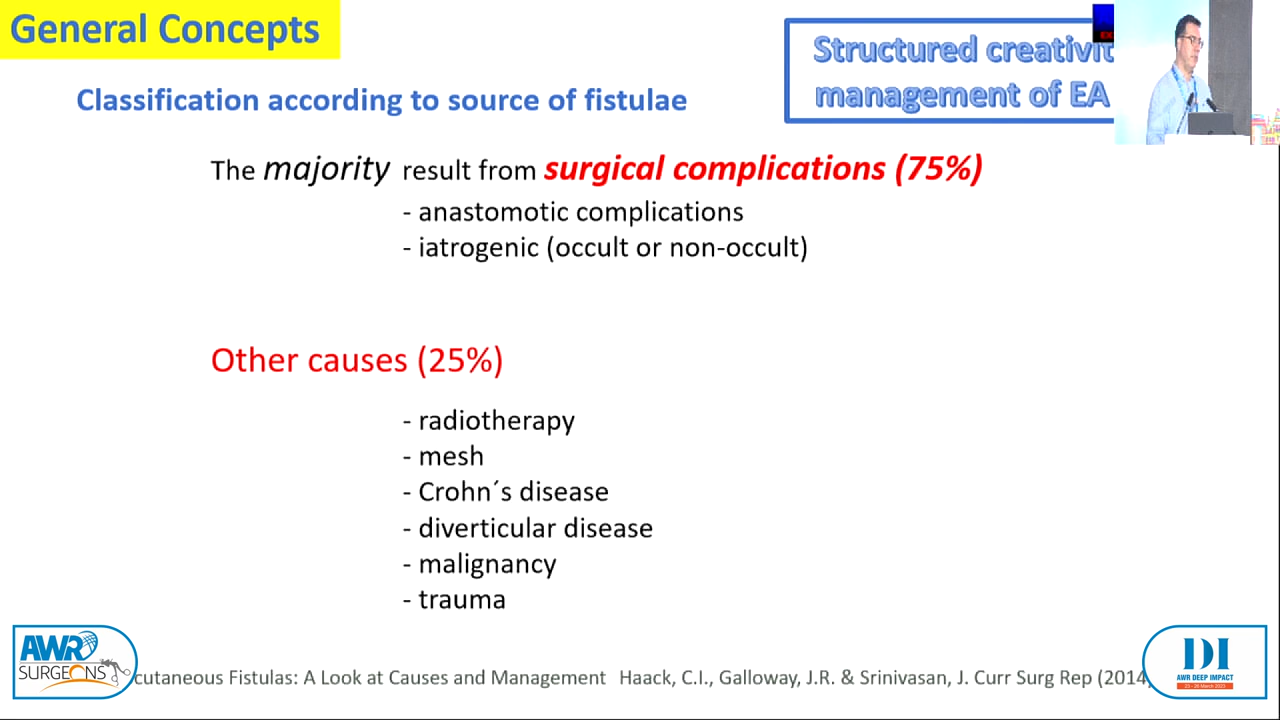 General Concepts
Structured creativit
management of EA
Classification according to source of fistulae
The majority result from surgical complications (75%)
- anastomotic complications
- iatrogenic (occult or non-occult)
Other causes (25%)
- radiotherapy
- mesh
- Crohn´s disease
- diverticular disease
- malignancy
- trauma
cutaneous Fistulas: A Look at Causes and Management Haack, C.I., Galloway, J.R. & Srinivasan, J. Curr Surg Rep (2014
AWR
SURGEONS
DI
AWR DEEP IMPACT